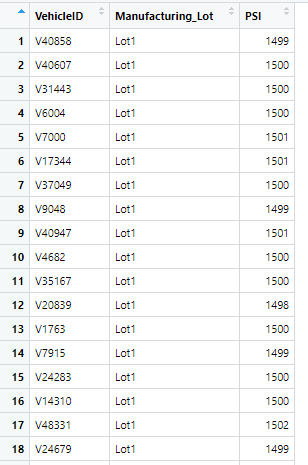 VehicleID Manufacturing_Lot PSI
1 V40858 Lot1 1499
2 V40607 Lot1 1500
3 V31443 Lot1 1500
4 V6004 Lot1 1500
5 V7000 Lot1 1501
6 V17344 Lot1 1501
7 V37049 Lot1 1500
8 V9048 Lot1 1499
9 V40947 Lot1 1501
10 V4682 Lot1 1500
11 V35167 Lot1 1500
12 V20839 Lot1 1498
13 V1763 Lot1 1500
14 V7915 Lot1 1499
15 V24283 Lot1 1500
16 V14310 Lot1 1500
17 V48331 Lot1 1502
18 V24679 Lot1 1499